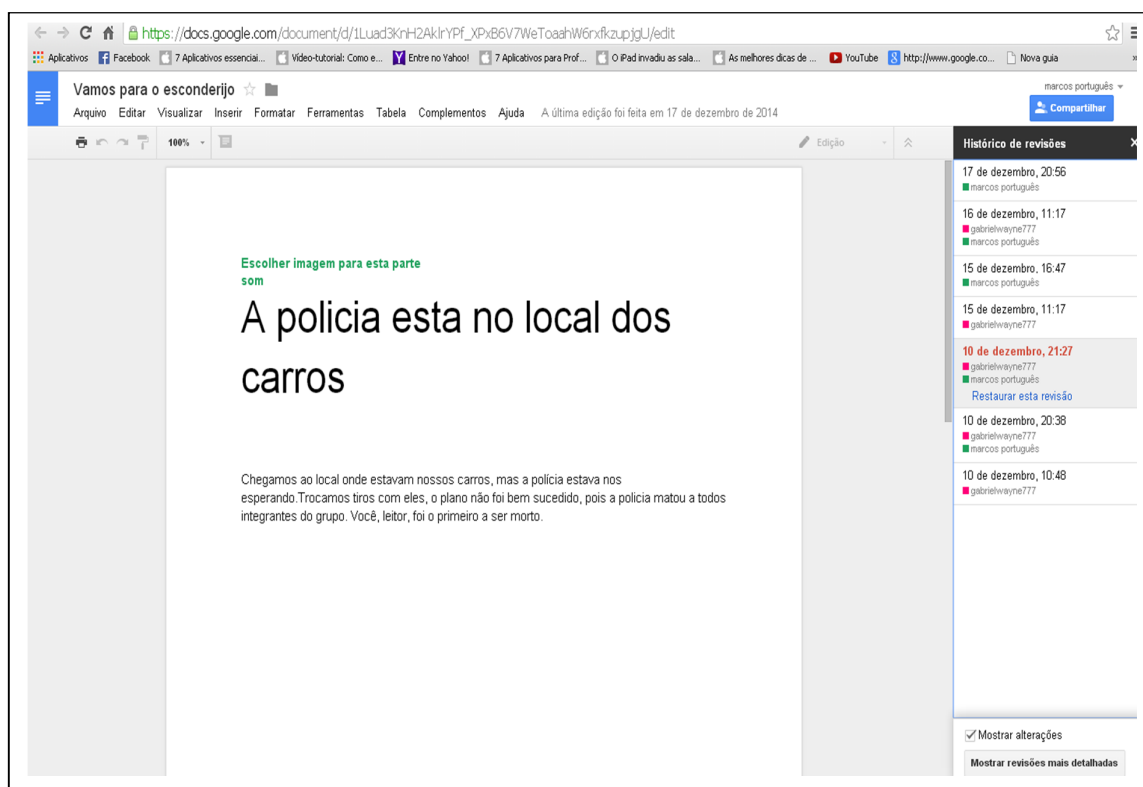 https://docs.google.com/document/d/1Luad3KnH2AklrYPf_XPxB6V7WeToaahW6rxfkzupjgU/edit
Aplicativos Facebook 7 Aplicativos essenciai... Vídeo-tutorial: Como e... Entre no Yahoo! 7 Aplicativos para Prof... O iPad invadiu as sala... As melhores dicas de ... YouTube http://www.google.co... Nova guia »
Vamos para o esconderijo
marcos português
Arquivo Editar Visualizar Inserir Formatar Ferramentas Tabela Complementos Ajuda A última edição foi feita em 17 de dezembro de 2014
Compartilhar
100% Edição
Histórico de revisões
17 de dezembro, 20:56
marcos português
16 de dezembro, 11:17
gabrielwayne777
marcos português
15 de dezembro, 16:47
marcos português
15 de dezembro, 11:17
gabrielwayne777
10 de dezembro, 21:27
gabrielwayne777
marcos português
Restaurar esta revisão
10 de dezembro, 20:38
gabrielwayne777
marcos português
10 de dezembro, 10:48
gabrielwayne777
Mostrar alterações
Mostrar revisões mais detalhadas
Escolher imagem para esta parte
som
A policia esta no local dos
carros
Chegamos ao local onde estavam nossos carros, mas a polícia estava nos
esperando.Trocamos tiros com eles, o plano não foi bem sucedido, pois a policia matou a todos
integrantes do grupo. Você, leitor, foi o primeiro a ser morto.